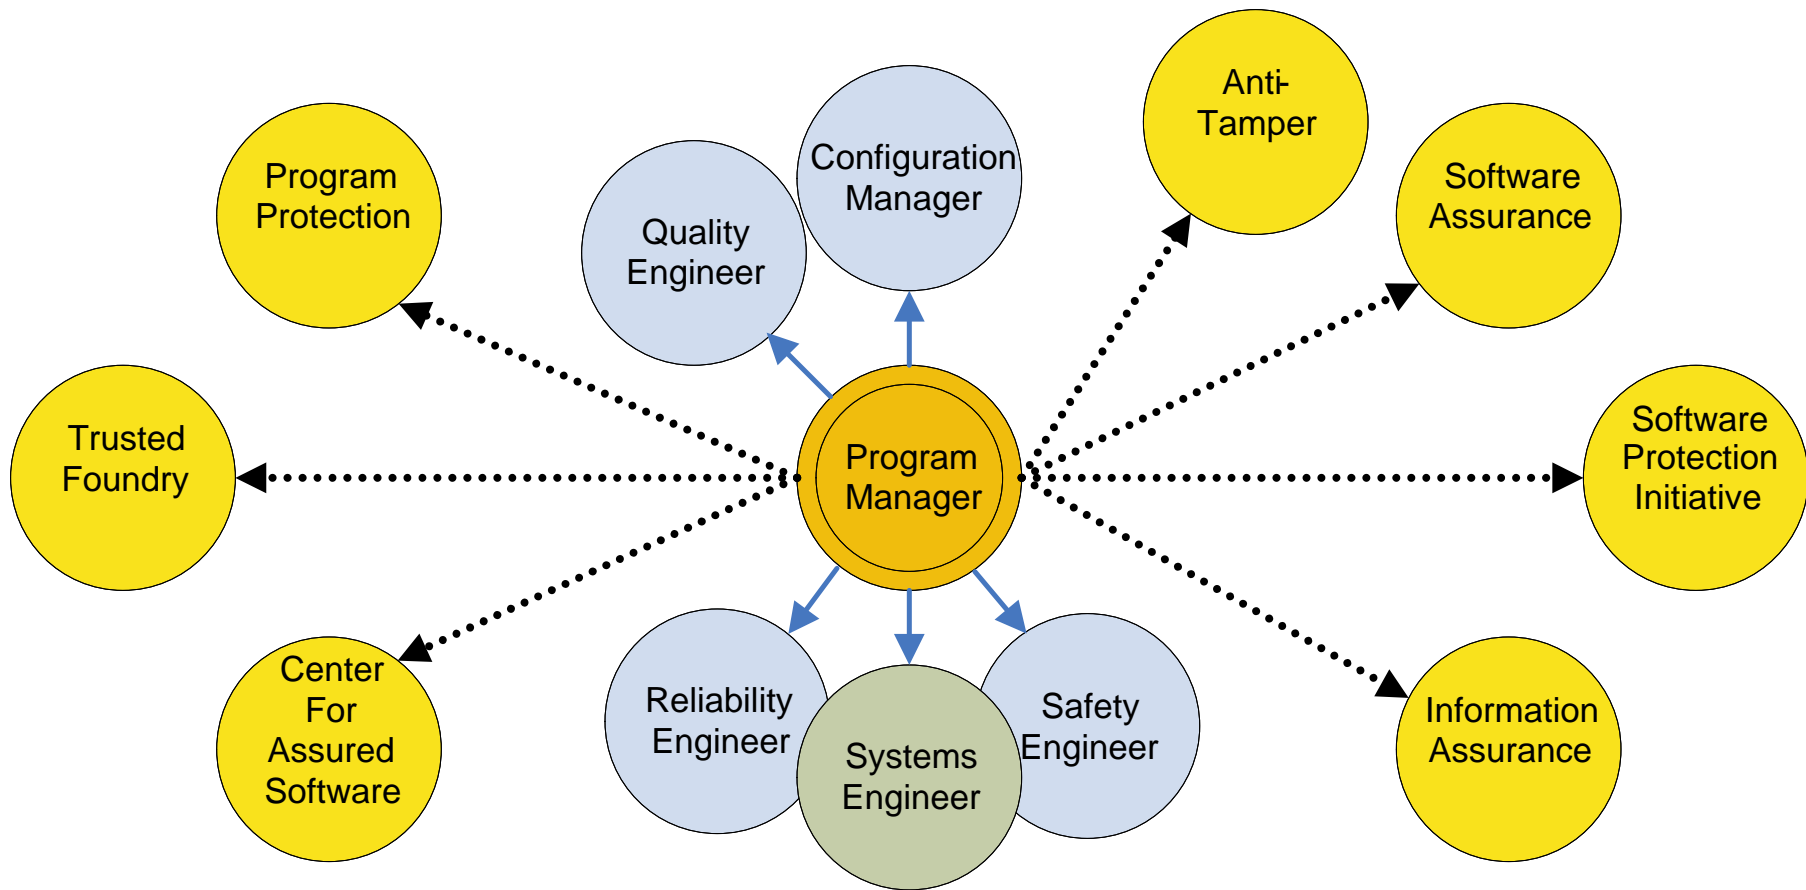 Anti-
Tamper
Configuration
Manager
Program
Protection
Software
Assurance
Quality
Engineer
Trusted
Foundry
Program
Manager
Software
Protection
Initiative
Center
For
Assured
Software
Reliability
Engineer
Systems
Engineer
Safety
Engineer
Information
Assurance